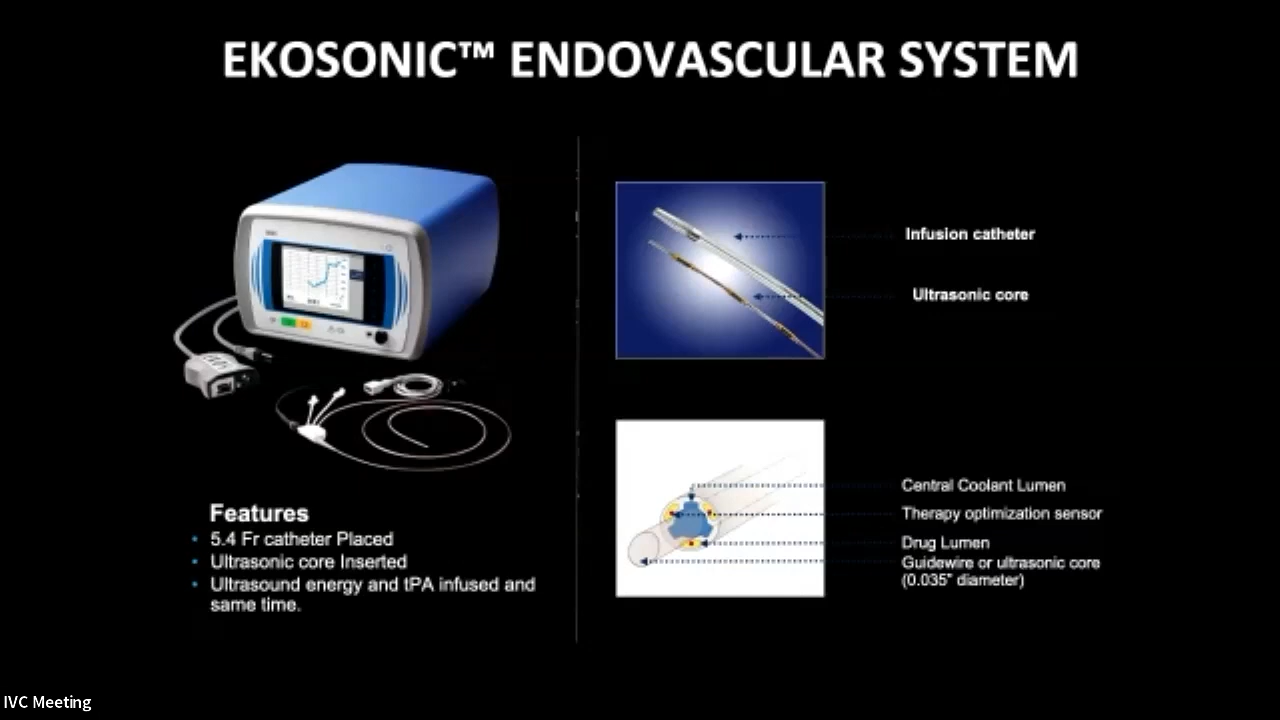 EKOSONIC™ ENDOVASCULAR SYSTEM
Infusion catheter
Ultrasonic core
Features
• 5.4 Fr catheter Placed
• Ultrasonic core Inserted
• Ultrasound energy and tPA infused and
same time.
Central Coolant Lumen
Therapy optimization sensor
Drug Lumen
Guidewire or ultrasonic core
(0.035" diameter)
IVC Meeting